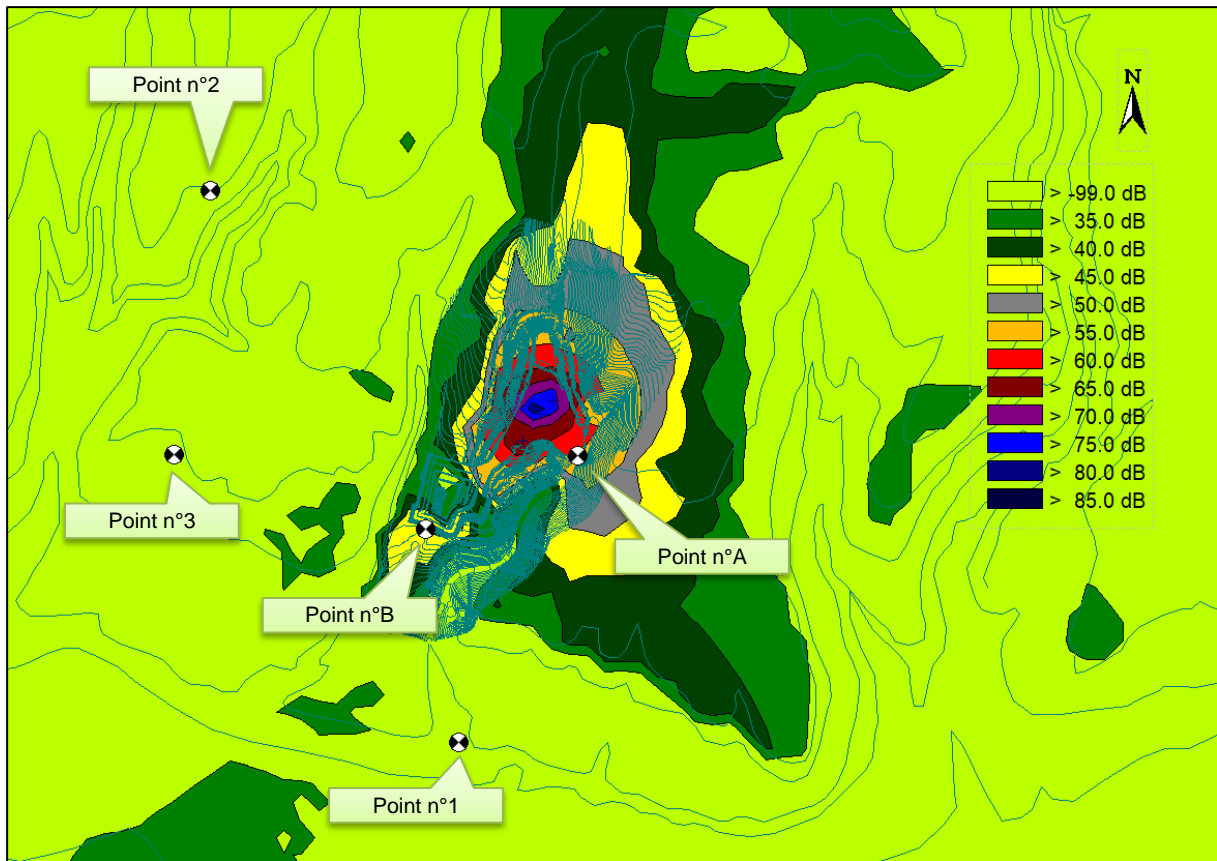 Point n°2
N
> -99.0 dB
> 35.0 dB
> 40.0 dB
> 45.0 dB
> 50.0 dB
> 55.0 dB
> 60.0 dB
> 65.0 dB
> 70.0 dB
> 75.0 dB
> 80.0 dB
> 85.0 dB
Point n°3
Point n°A
Point n°B
Point n°1